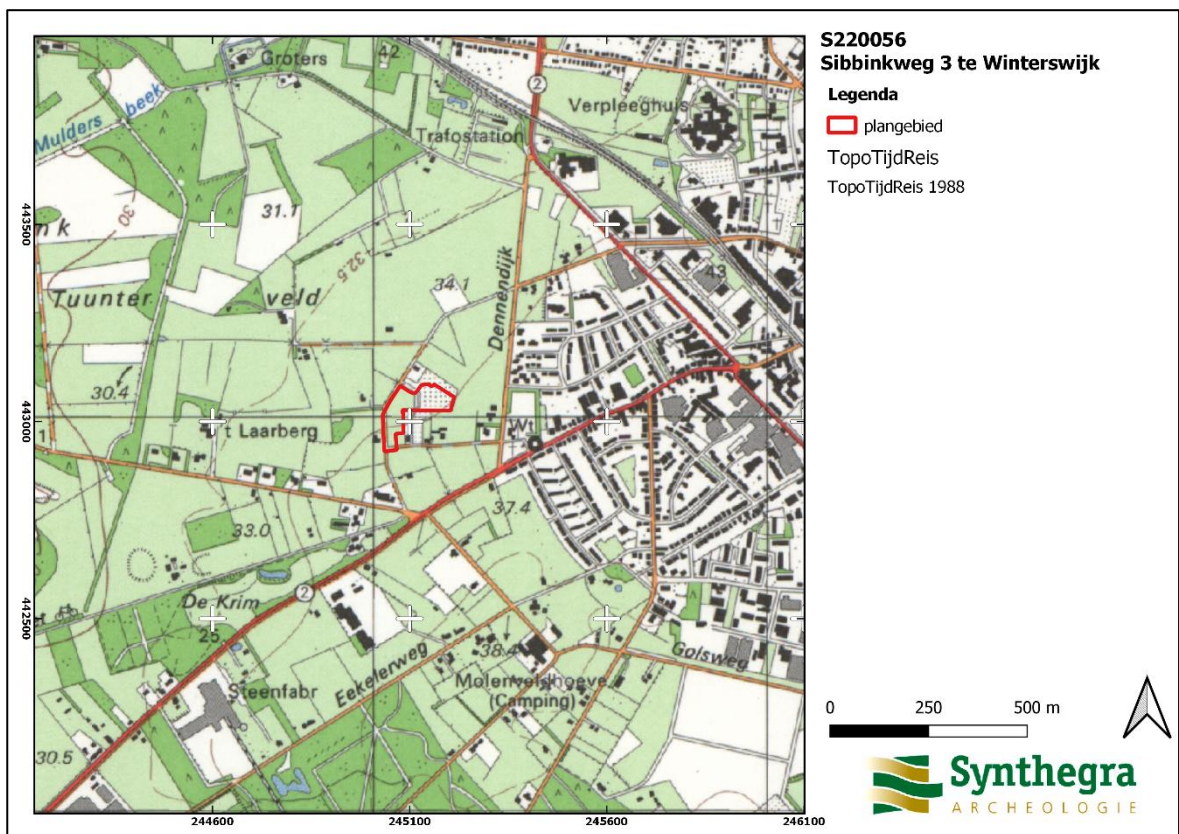 S220056
Sibbinkweg 3 te Winterswijk
Legenda
plangebied
TopoTijdReis
TopoTijdReis 1988
Groters
42
2
Verpleeghuis
Mulders beek
Trafostation
30
31.1
443500
n k
32.5
43
Tuunter veld
34.1
Dennendijk
30.4
443000
't Laarberg
Wt
33.0
37.4
2
De Krim
442500
25
38.4
Golsweg
Eekelerweg
Steenfabr
Molenveldhoeve
(Camping)
30.5
244600
245100
245600
246100
0
250
500 m
Synthegra
ARCHEOLOGIE